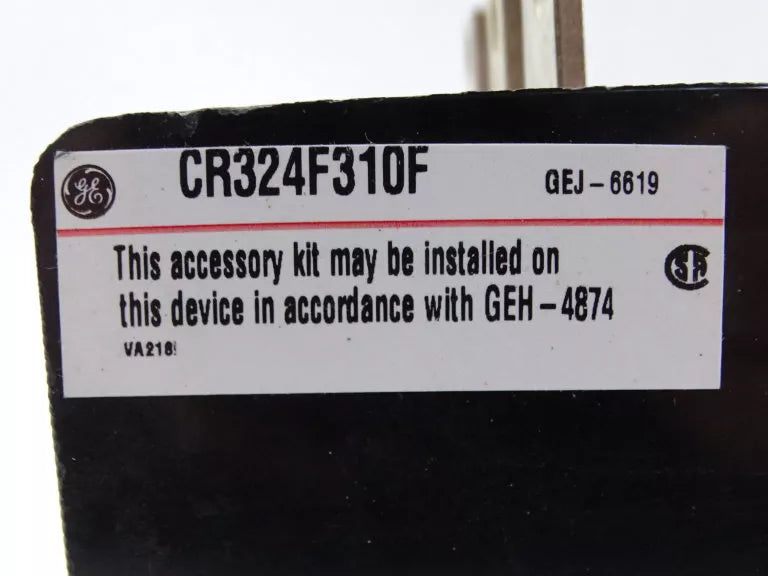 GE CR324F310F GEJ-6619
This accessory kit may be installed on
this device in accordance with GEH-4874
VA218